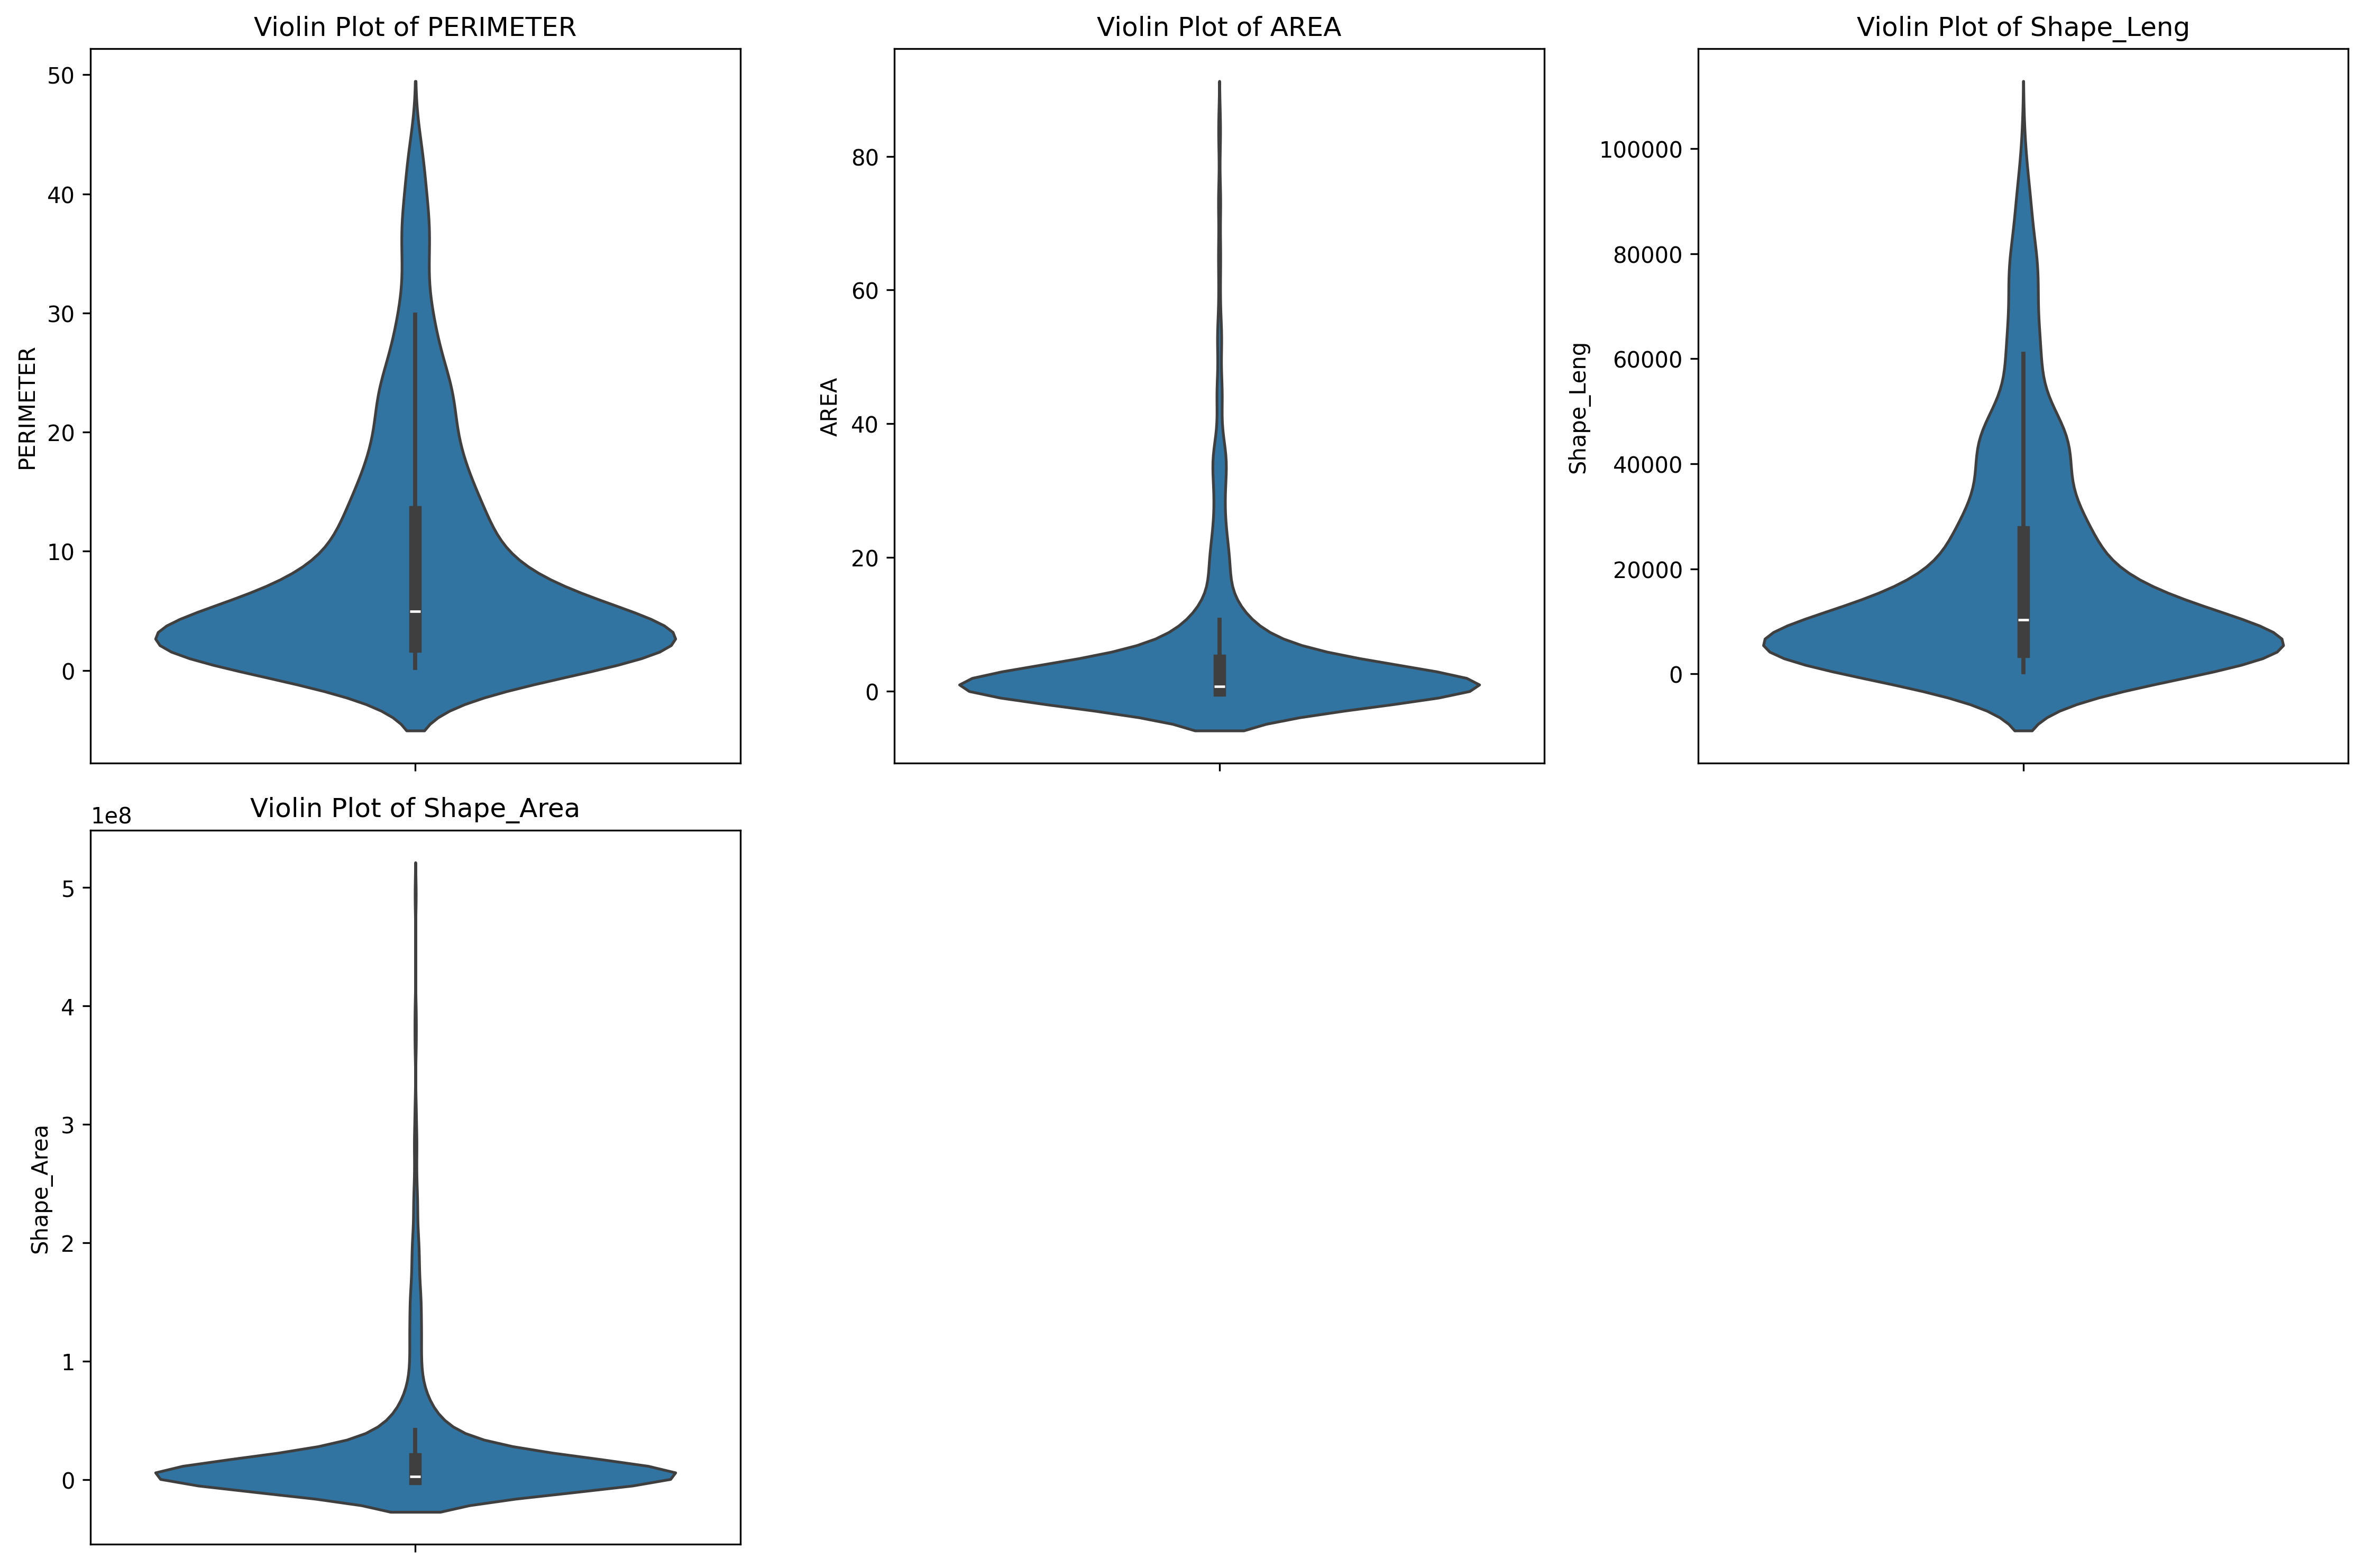 Violin Plot of PERIMETER
50
40
30
20
10
0
PERIMETER
Violin Plot of AREA
80
60
40
20
0
AREA
Violin Plot of Shape_Leng
100000
80000
60000
40000
20000
0
Shape_Leng
Violin Plot of Shape_Area
1e8
5
4
3
2
1
0
Shape_Area